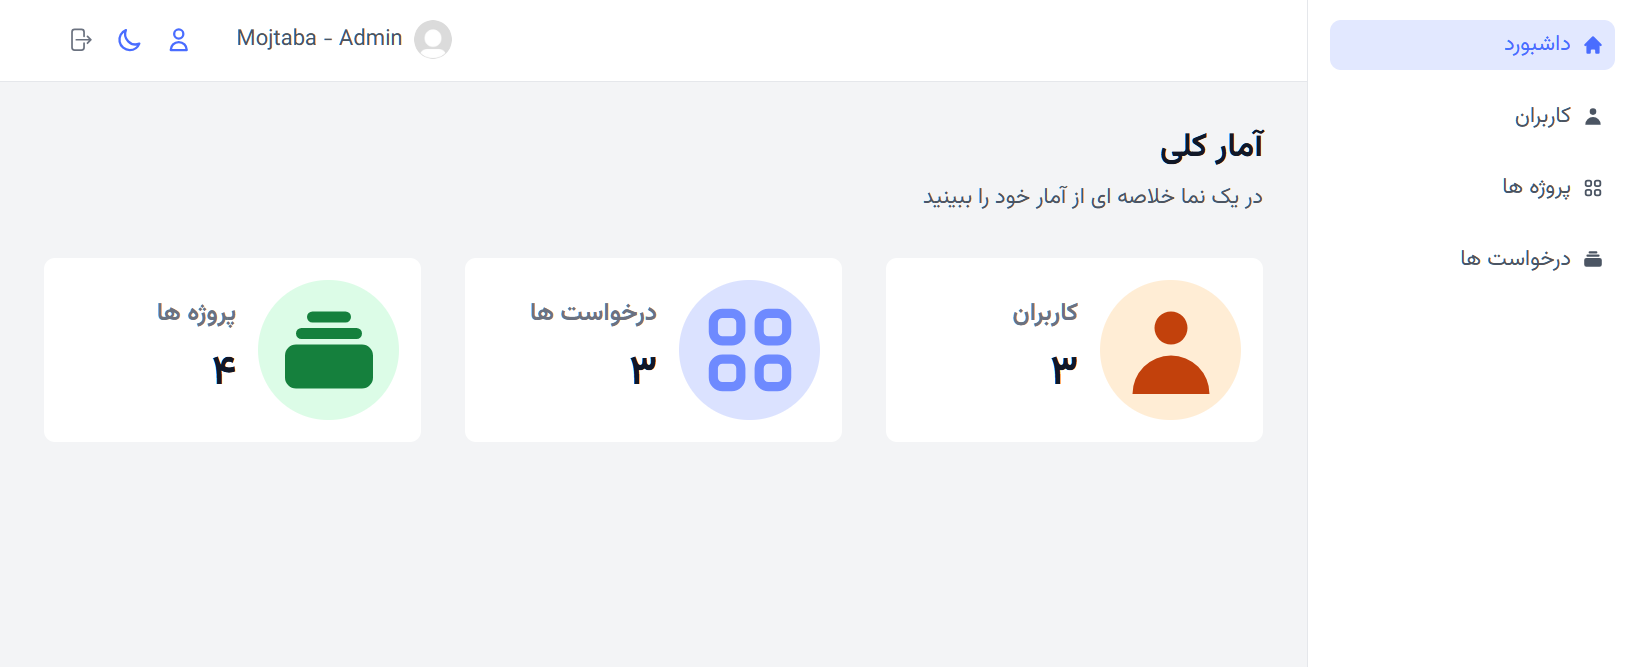 داشبورد
کاربران
پروژه ها
درخواست ها
Mojtaba - Admin
آمار کلی
در یک نما خلاصه ای از آمار خود را ببینید
کاربران
۳
درخواست ها
۳
پروژه ها
۴